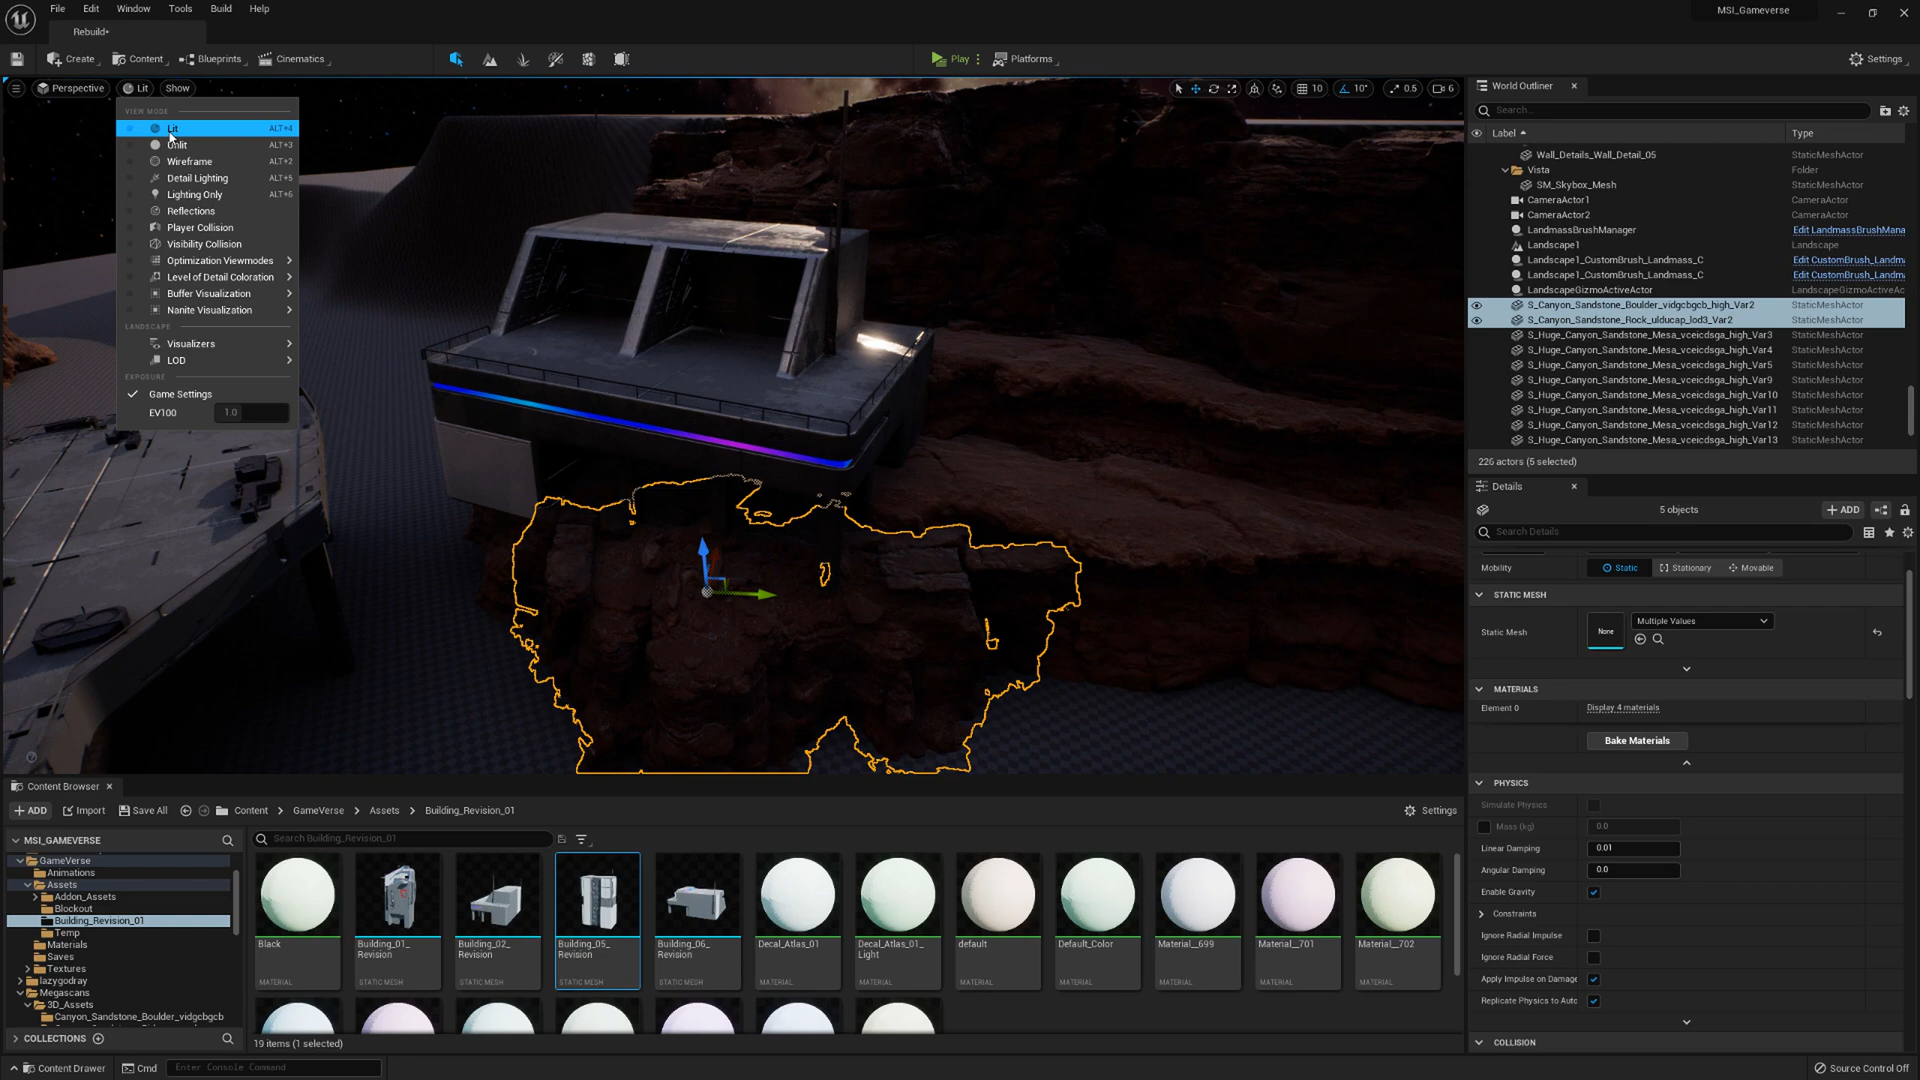 File Edit Window Tools Build Help
MSI_Gameverse
Rebuild•
Create Content Blueprints Cinematics Play Platforms Settings
Perspective Lit Show
10 10° 0.5 6
VIEW MODE
Lit ALT+4
Unlit ALT+3
Wireframe ALT+2
Detail Lighting ALT+5
Lighting Only ALT+6
Reflections
Player Collision
Visibility Collision
Optimization Viewmodes
Level of Detail Coloration
Buffer Visualization
Nanite Visualization
LANDSCAPE
Visualizers
LOD
EXPOSURE
Game Settings
EV100 1.0
World Outliner
Search...
Label Type
Wall_Details_Wall_Detail_05 StaticMeshActor
Vista Folder
SM_Skybox_Mesh StaticMeshActor
CameraActor1 CameraActor
CameraActor2 CameraActor
LandmassBrushManager Edit LandmassBrushMana
Landscape1 Landscape
Landscape1_CustomBrush_Landmass_C Edit CustomBrush_Landm
Landscape1_CustomBrush_Landmass_C Edit CustomBrush_Landm
LandscapeGizmoActiveActor LandscapeGizmoActiveAc
S_Canyon_Sandstone_Boulder_vidgcbgcb_high_Var2 StaticMeshActor
S_Canyon_Sandstone_Rock_ulducap_lod3_Var2 StaticMeshActor
S_Huge_Canyon_Sandstone_Mesa_vceicdsga_high_Var3 StaticMeshActor
S_Huge_Canyon_Sandstone_Mesa_vceicdsga_high_Var4 StaticMeshActor
S_Huge_Canyon_Sandstone_Mesa_vceicdsga_high_Var5 StaticMeshActor
S_Huge_Canyon_Sandstone_Mesa_vceicdsga_high_Var9 StaticMeshActor
S_Huge_Canyon_Sandstone_Mesa_vceicdsga_high_Var10 StaticMeshActor
S_Huge_Canyon_Sandstone_Mesa_vceicdsga_high_Var11 StaticMeshActor
S_Huge_Canyon_Sandstone_Mesa_vceicdsga_high_Var12 StaticMeshActor
S_Huge_Canyon_Sandstone_Mesa_vceicdsga_high_Var13 StaticMeshActor
226 actors (5 selected)
Details
5 objects ADD
Search Details
Mobility Static Stationary Movable
STATIC MESH
Static Mesh None Multiple Values
MATERIALS
Element 0 Display 4 materials
Bake Materials
PHYSICS
Simulate Physics
Mass (kg) 0.0
Linear Damping 0.01
Angular Damping 0.0
Enable Gravity
Constraints
Ignore Radial Impulse
Ignore Radial Force
Apply Impulse on Damage
Replicate Physics to Autc
COLLISION
Content Browser
ADD Import Save All Content GameVerse Assets Building_Revision_01 Settings
MSI_GAMEVERSE
GameVerse
Animations
Assets
Addon_Assets
Blockout
Building_Revision_01
Temp
Materials
Saves
Textures
lazygodray
Megascans
3D_Assets
Canyon_Sandstone_Boulder_vidgcbgcb
COLLECTIONS
Search Building_Revision_01
Black
MATERIAL
Building_01_
Revision
STATIC MESH
Building_02_
Revision
STATIC MESH
Building_05_
Revision
STATIC MESH
Building_06_
Revision
STATIC MESH
Decal_Atlas_01
MATERIAL
Decal_Atlas_01_
Light
MATERIAL
default
MATERIAL
Default_Color
MATERIAL
Material__699
MATERIAL
Material__701
MATERIAL
Material__702
MATERIAL
19 items (1 selected)
Content Drawer Cmd Enter Console Command Source Control Off